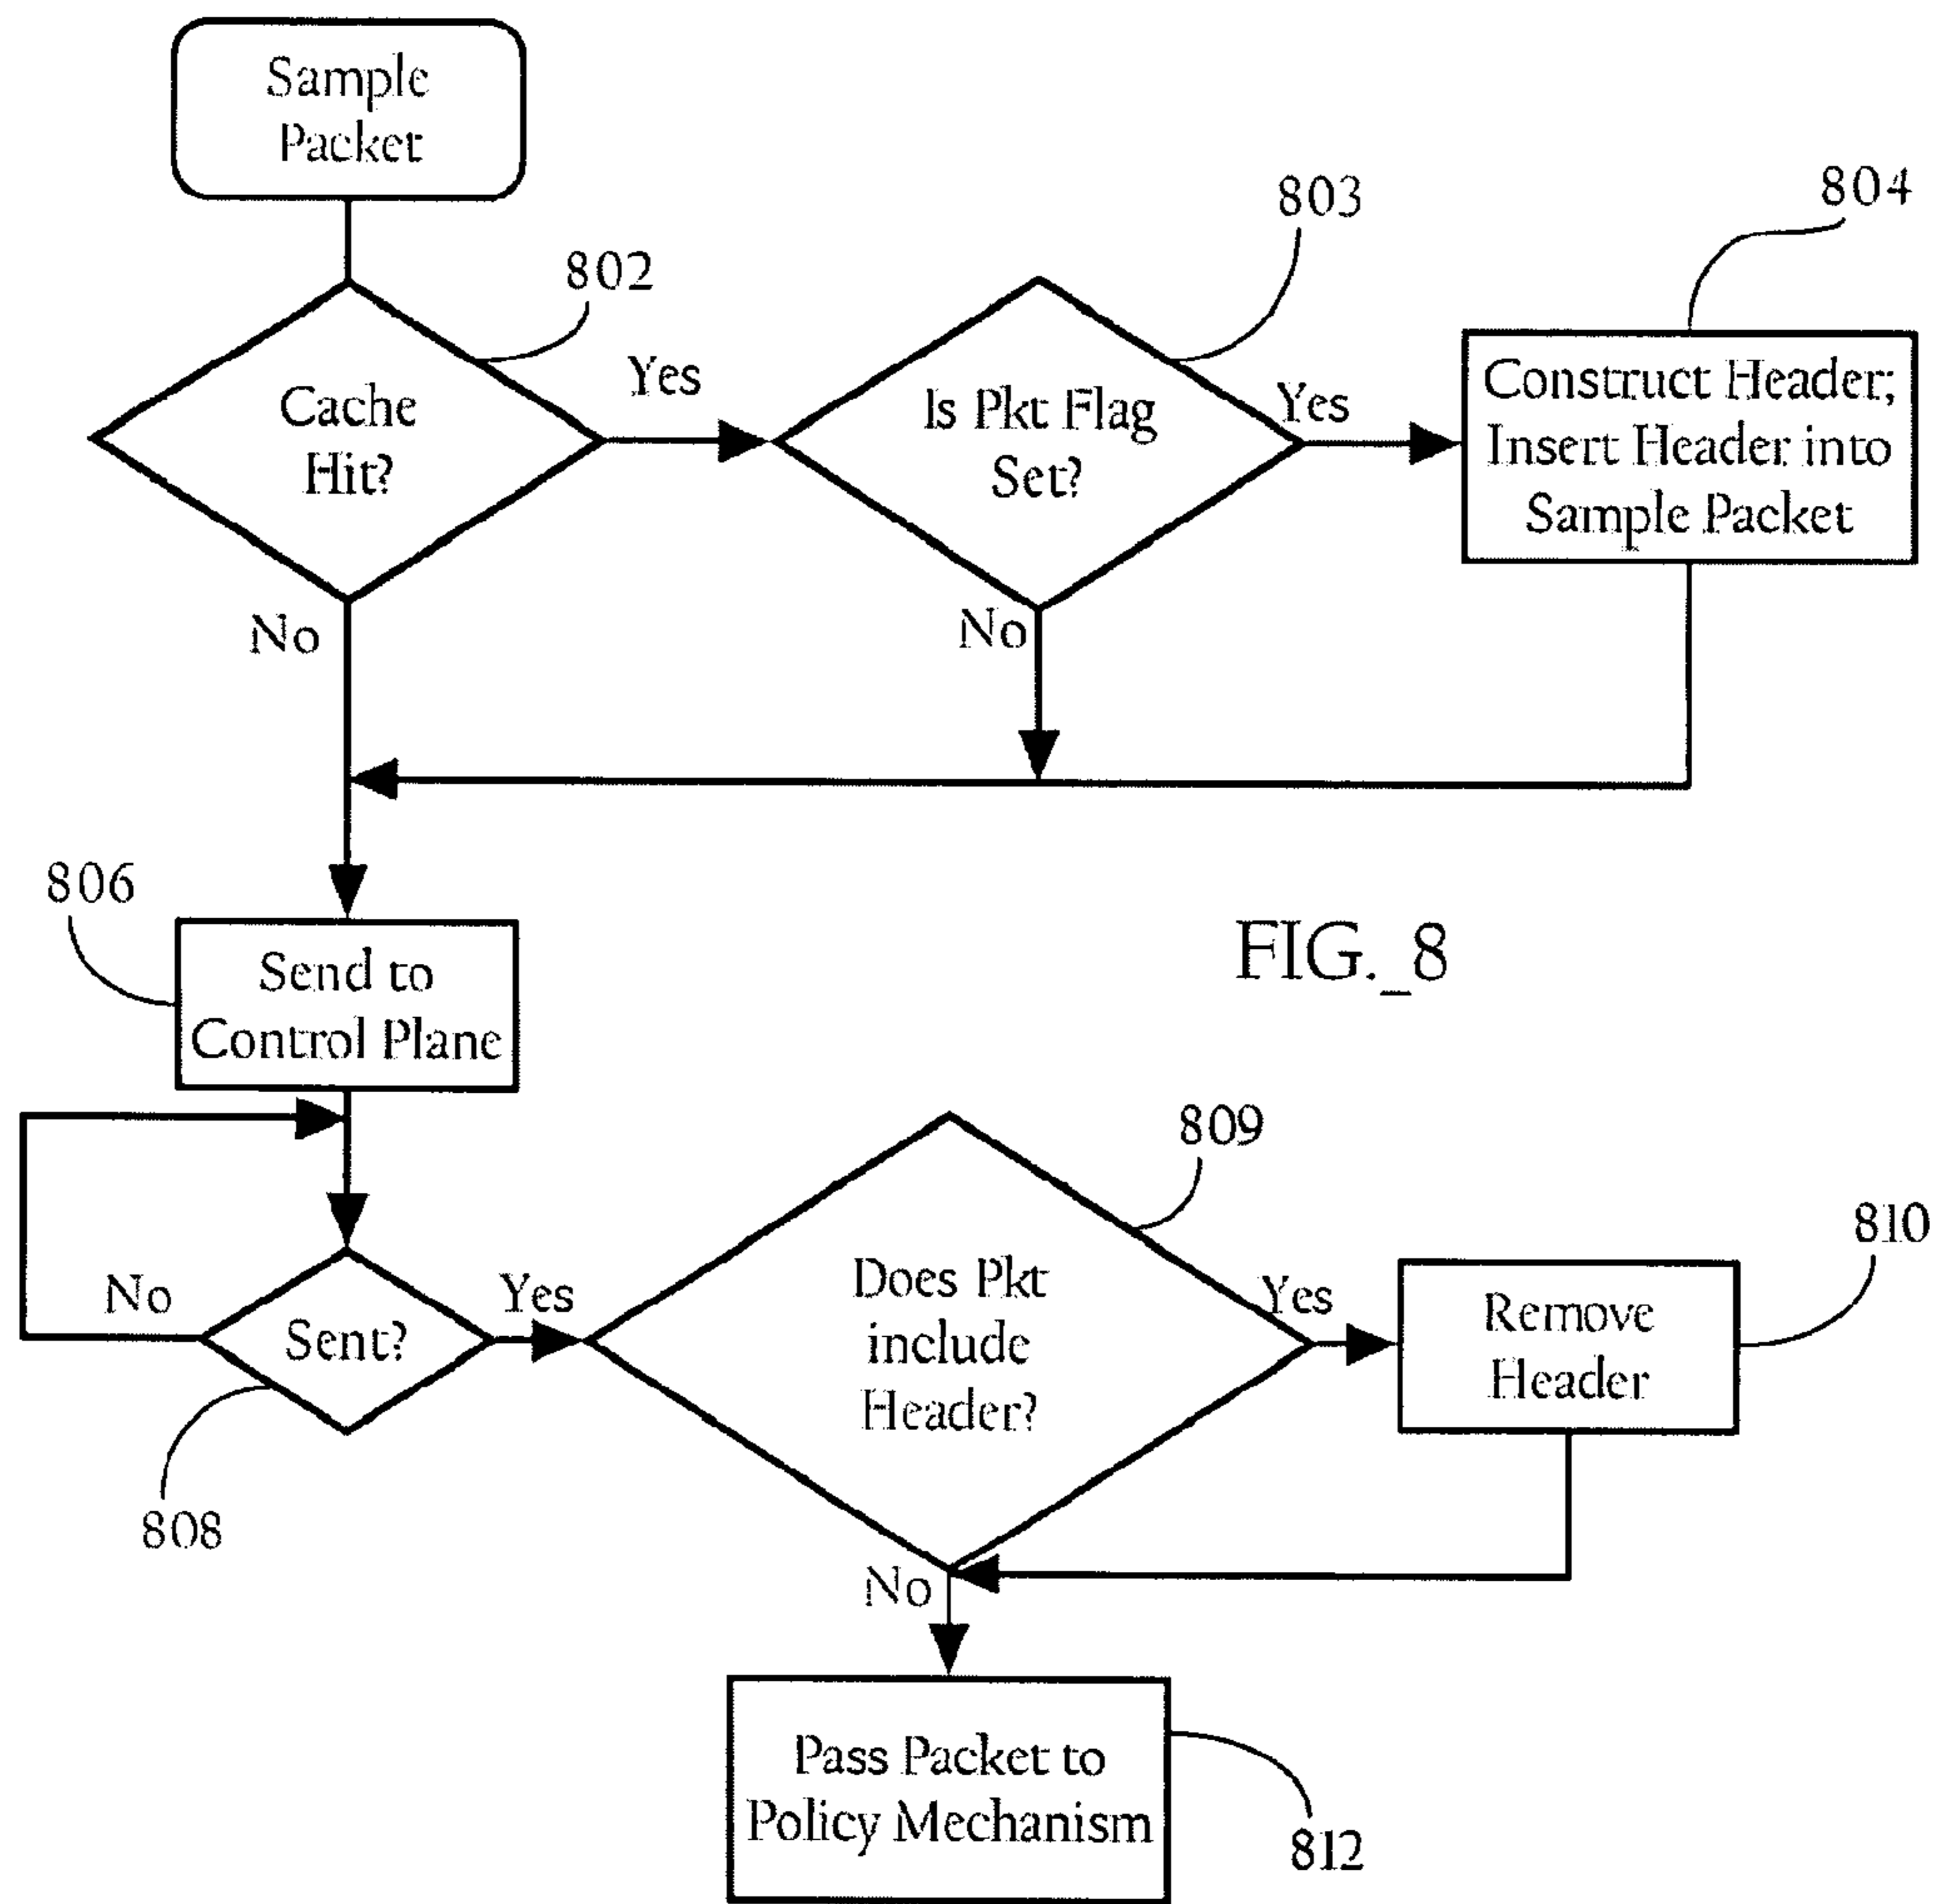 Sample
Packet
802
803
804
Cache
Hit?
Yes
Is Pkt Flag
Set?
Yes
Construct Header;
Insert Header into
Sample Packet
No
No
806
Send to
Control Plane
FIG._8
809
810
No
Sent?
Yes
Does Pkt
include
Header?
Yes
Remove
Header
808
No
Pass Packet to
Policy Mechanism
812